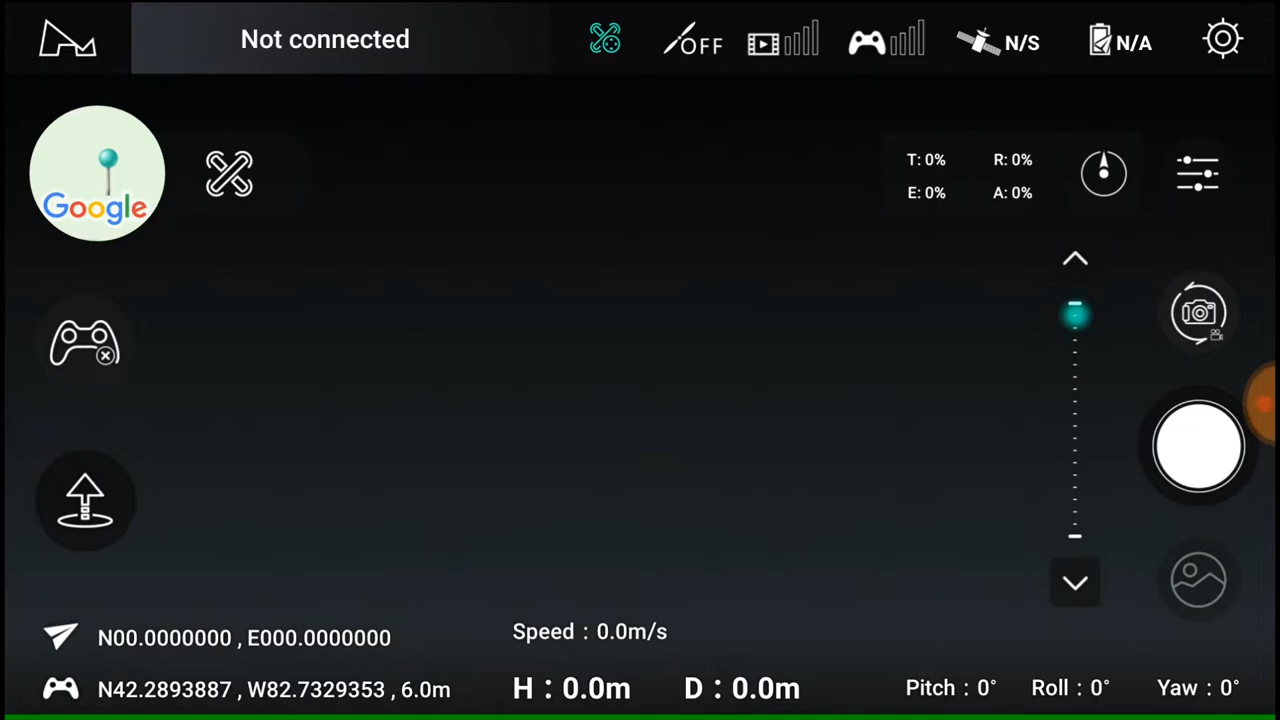 Not connected
OFF
N/S
N/A
Google
T: 0% R: 0%
E: 0% A: 0%
N00.0000000 , E000.0000000
Speed : 0.0m/s
N42.2893887 , W82.7329353 , 6.0m
H : 0.0m D : 0.0m
Pitch : 0° Roll : 0° Yaw : 0°